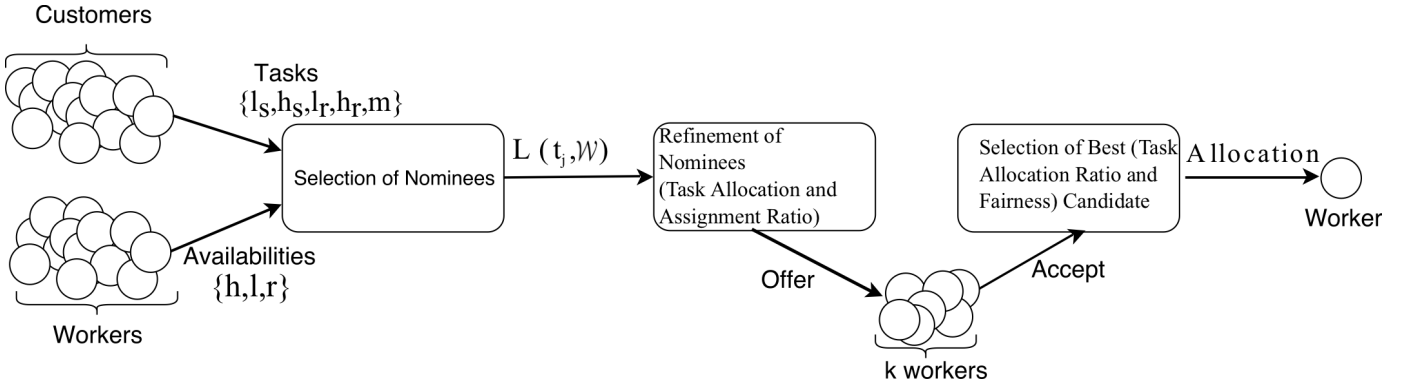 Customers
Tasks
{ls,hs,lr,hr,m}
Selection of Nominees
L (tj,W)
Refinement of
Nominees
(Task Allocation and
Assignment Ratio)
Selection of Best (Task
Allocation Ratio and
Fairness) Candidate
Allocation
Worker
Availabilities
{h,l,r}
Workers
Offer
Accept
k workers